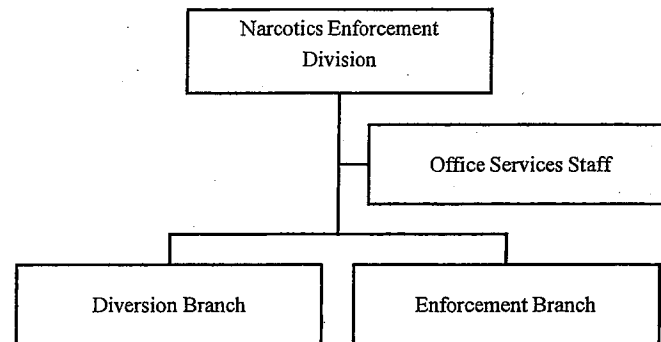 Narcotics Enforcement
Division
Office Services Staff
Diversion Branch
Enforcement Branch